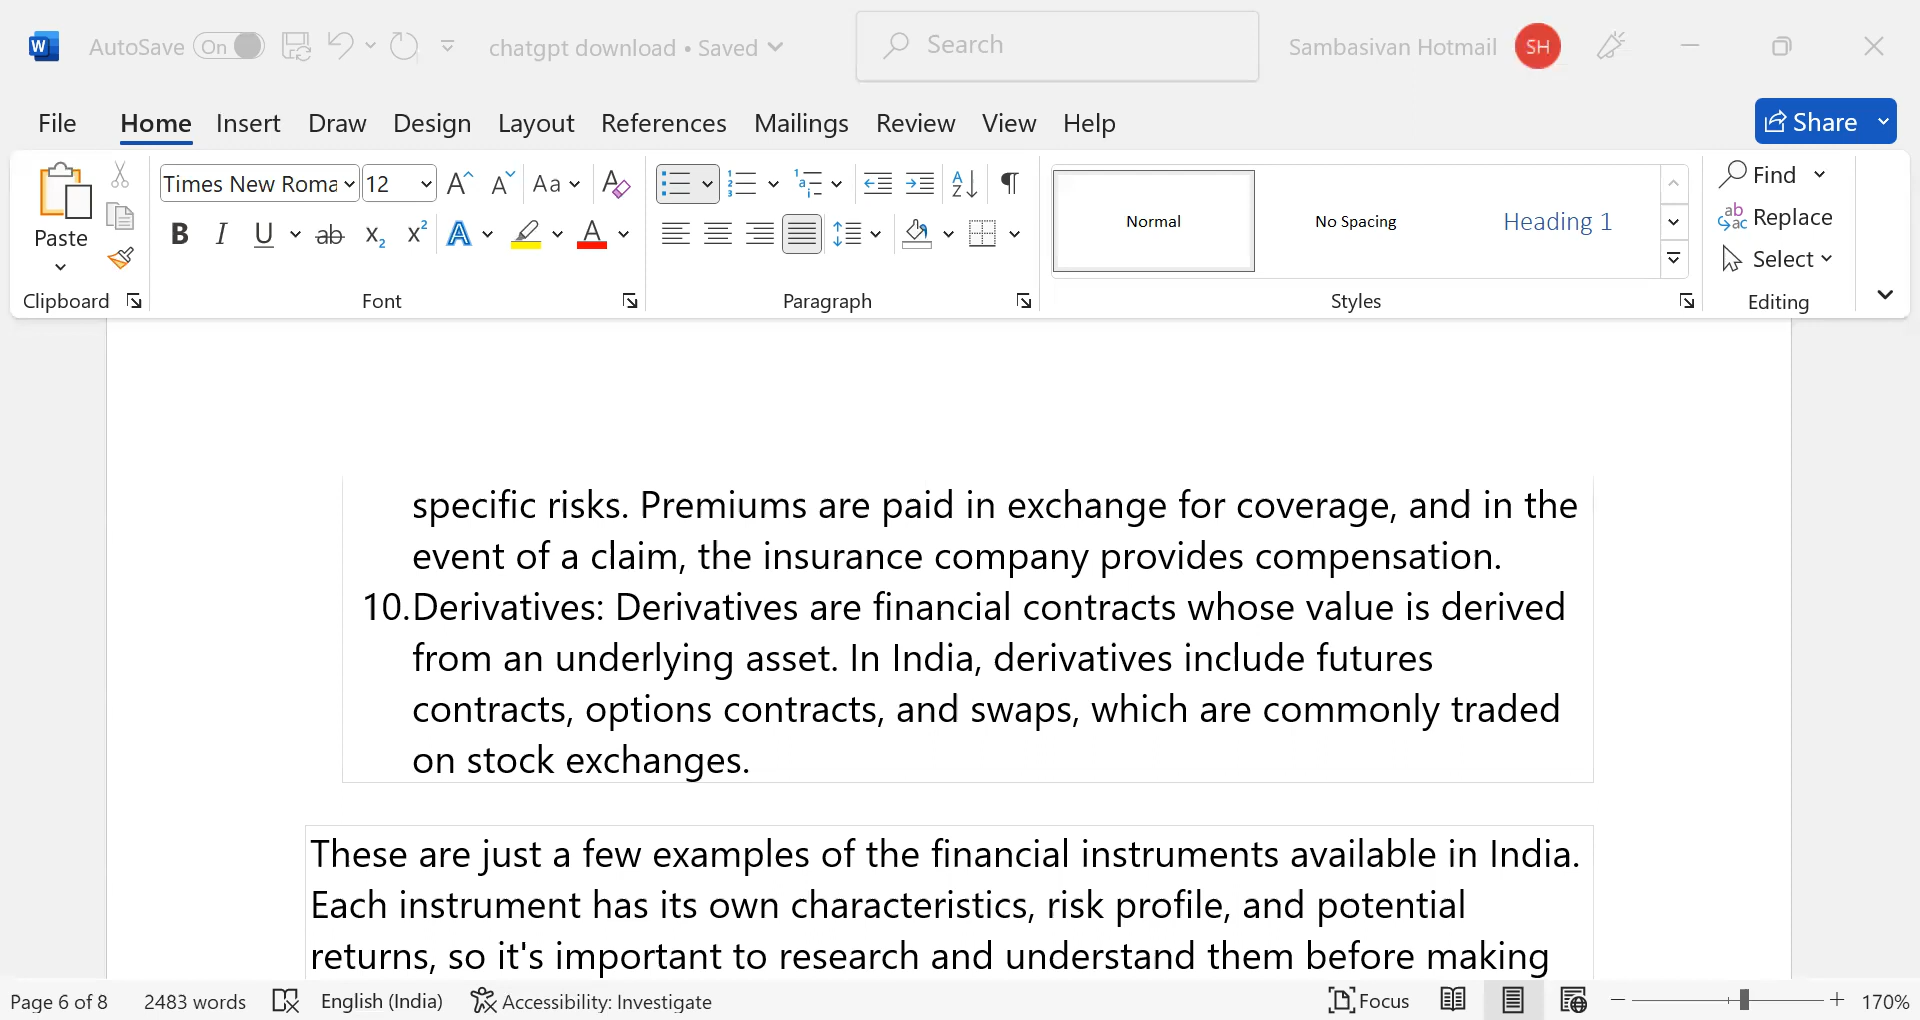 W AutoSave On chatgpt download • Saved Search Sambasivan Hotmail SH
File Home Insert Draw Design Layout References Mailings Review View Help Share
Paste Times New Roma 12 Aa Normal No Spacing Heading 1 Find
Replace
Select
Clipboard Font Paragraph Styles Editing
specific risks. Premiums are paid in exchange for coverage, and in the
event of a claim, the insurance company provides compensation.
10.Derivatives: Derivatives are financial contracts whose value is derived
from an underlying asset. In India, derivatives include futures
contracts, options contracts, and swaps, which are commonly traded
on stock exchanges.
These are just a few examples of the financial instruments available in India.
Each instrument has its own characteristics, risk profile, and potential
returns, so it's important to research and understand them before making
Page 6 of 8 2483 words English (India) Accessibility: Investigate Focus 170%